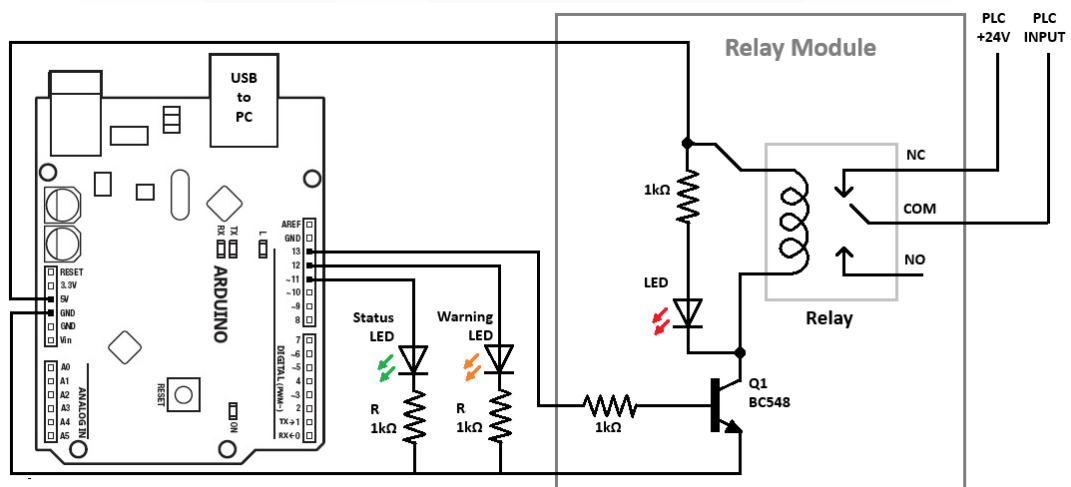 PLC PLC
+24V INPUT
Relay Module
USB
to
PC
NC
COM
NO
1kΩ
LED
Relay
Q1
BC548
1kΩ
Status
LED
R
1kΩ
Warning
LED
R
1kΩ
AREF
GND
13
12
~11
~10
~9
8
7
~6
~5
4
~3
2
TX→1
RX←0
DIGITAL (PWM~)
RX
TX
L
ARDUINO
RESET
3.3V
5V
GND
GND
Vin
A0
A1
A2
A3
A4
A5
ANALOG IN
RESET
ON